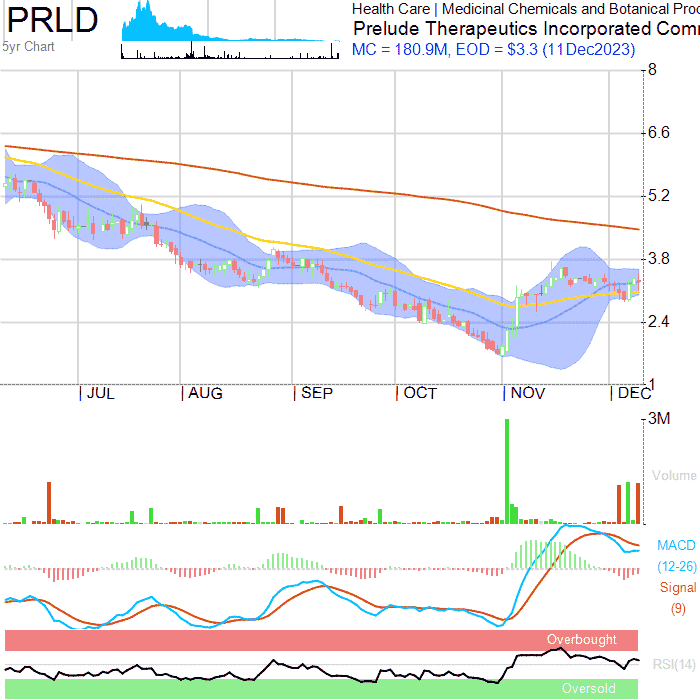 PRLD
5yr Chart
Health Care | Medicinal Chemicals and Botanical Proc
Prelude Therapeutics Incorporated Comm
MC = 180.9M, EOD = $3.3 (11Dec2023)
8
6.6
5.2
3.8
2.4
1
JUL AUG SEP OCT NOV DEC
3M
Volume
MACD
(12-26)
Signal
(9)
Overbought
RSI(14)
Oversold